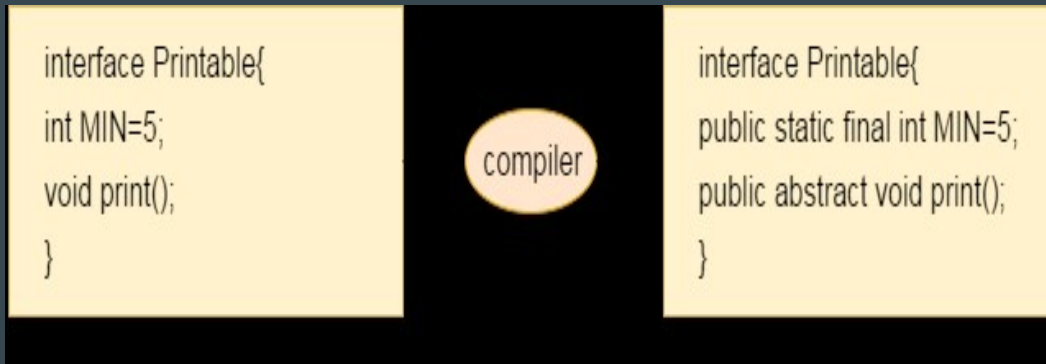 interface Printable{
int MIN=5;
void print();
}
compiler
interface Printable{
public static final int MIN=5;
public abstract void print();
}